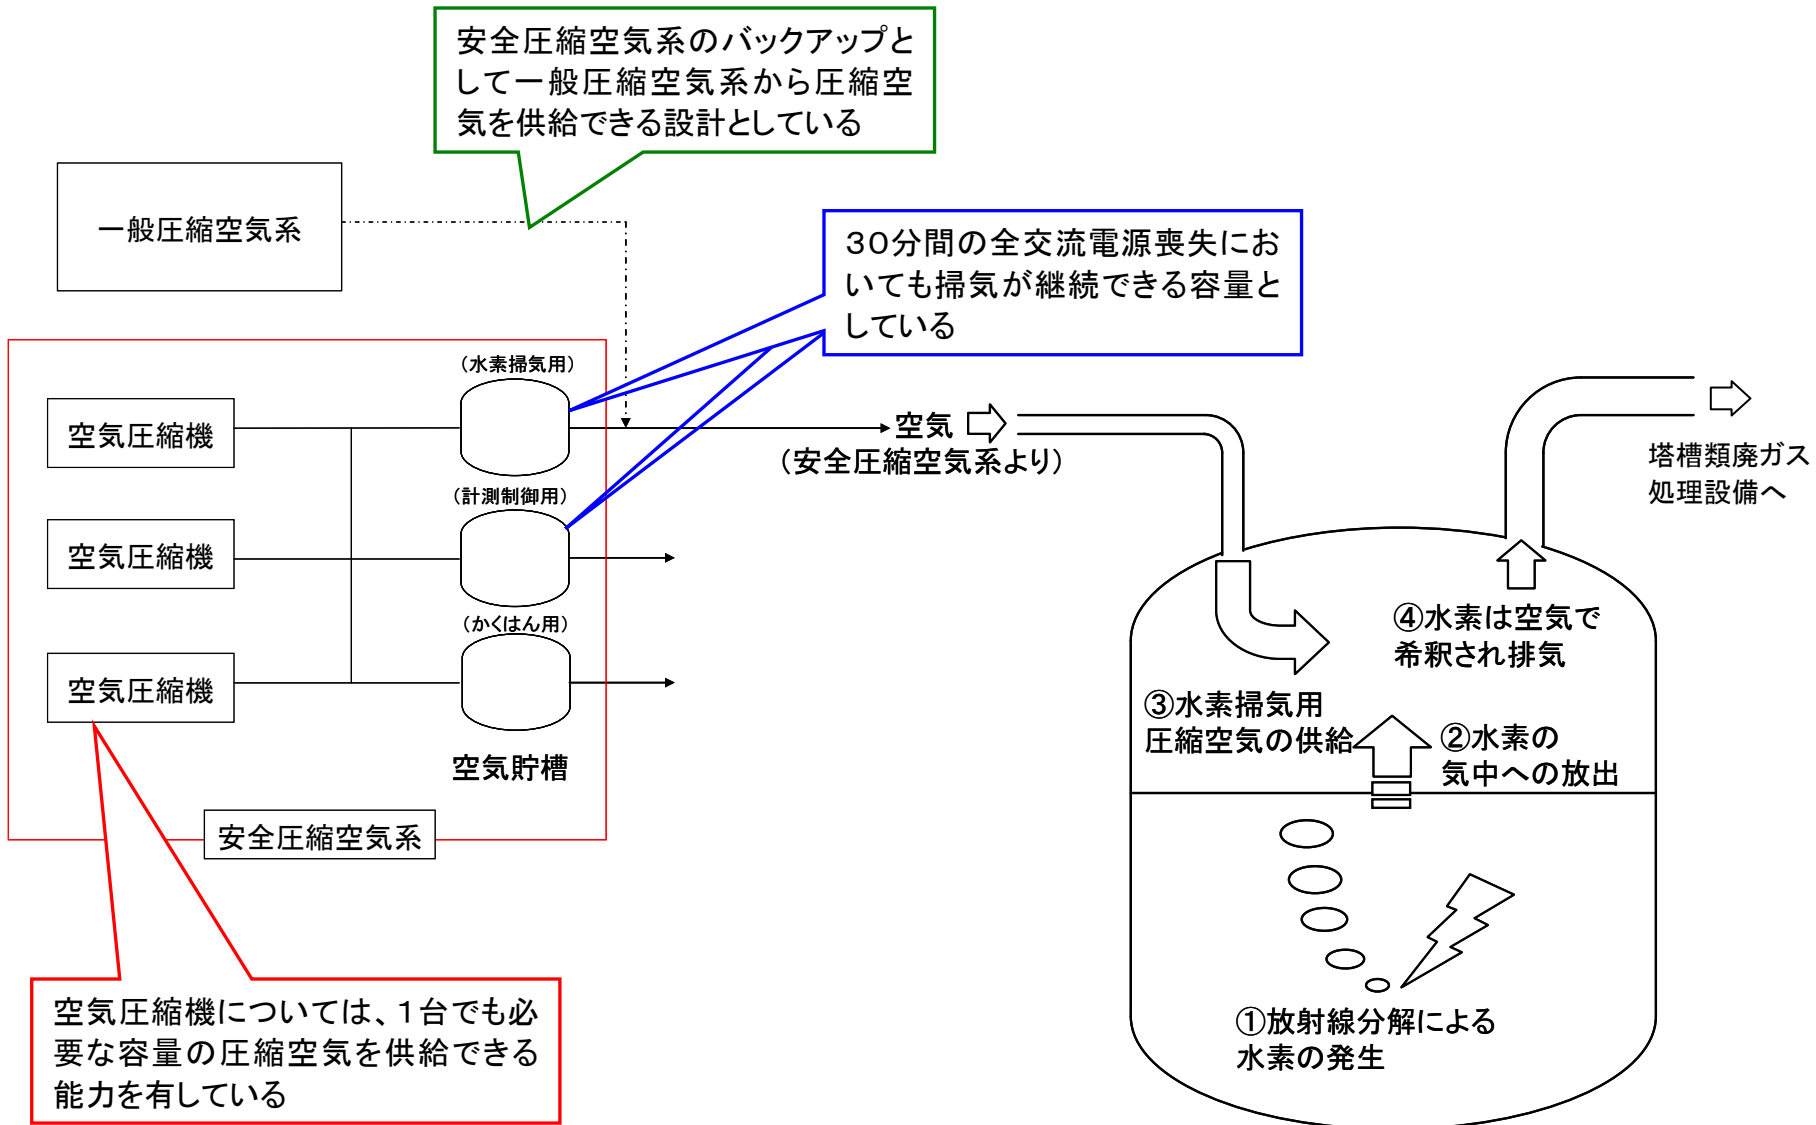 安全圧縮空気系のバックアップと
して一般圧縮空気系から圧縮空
気を供給できる設計としている
一般圧縮空気系
30分間の全交流電源喪失にお
いても掃気が継続できる容量と
している
(水素掃気用)
空気圧縮機
空気
(安全圧縮空気系より)
塔槽類廃ガス
処理設備へ
(計測制御用)
空気圧縮機
(かくはん用)
空気圧縮機
空気貯槽
安全圧縮空気系
④水素は空気で
希釈され排気
③水素掃気用
圧縮空気の供給
②水素の
気中への放出
①放射線分解による
水素の発生
空気圧縮機については、1台でも必
要な容量の圧縮空気を供給できる
能力を有している